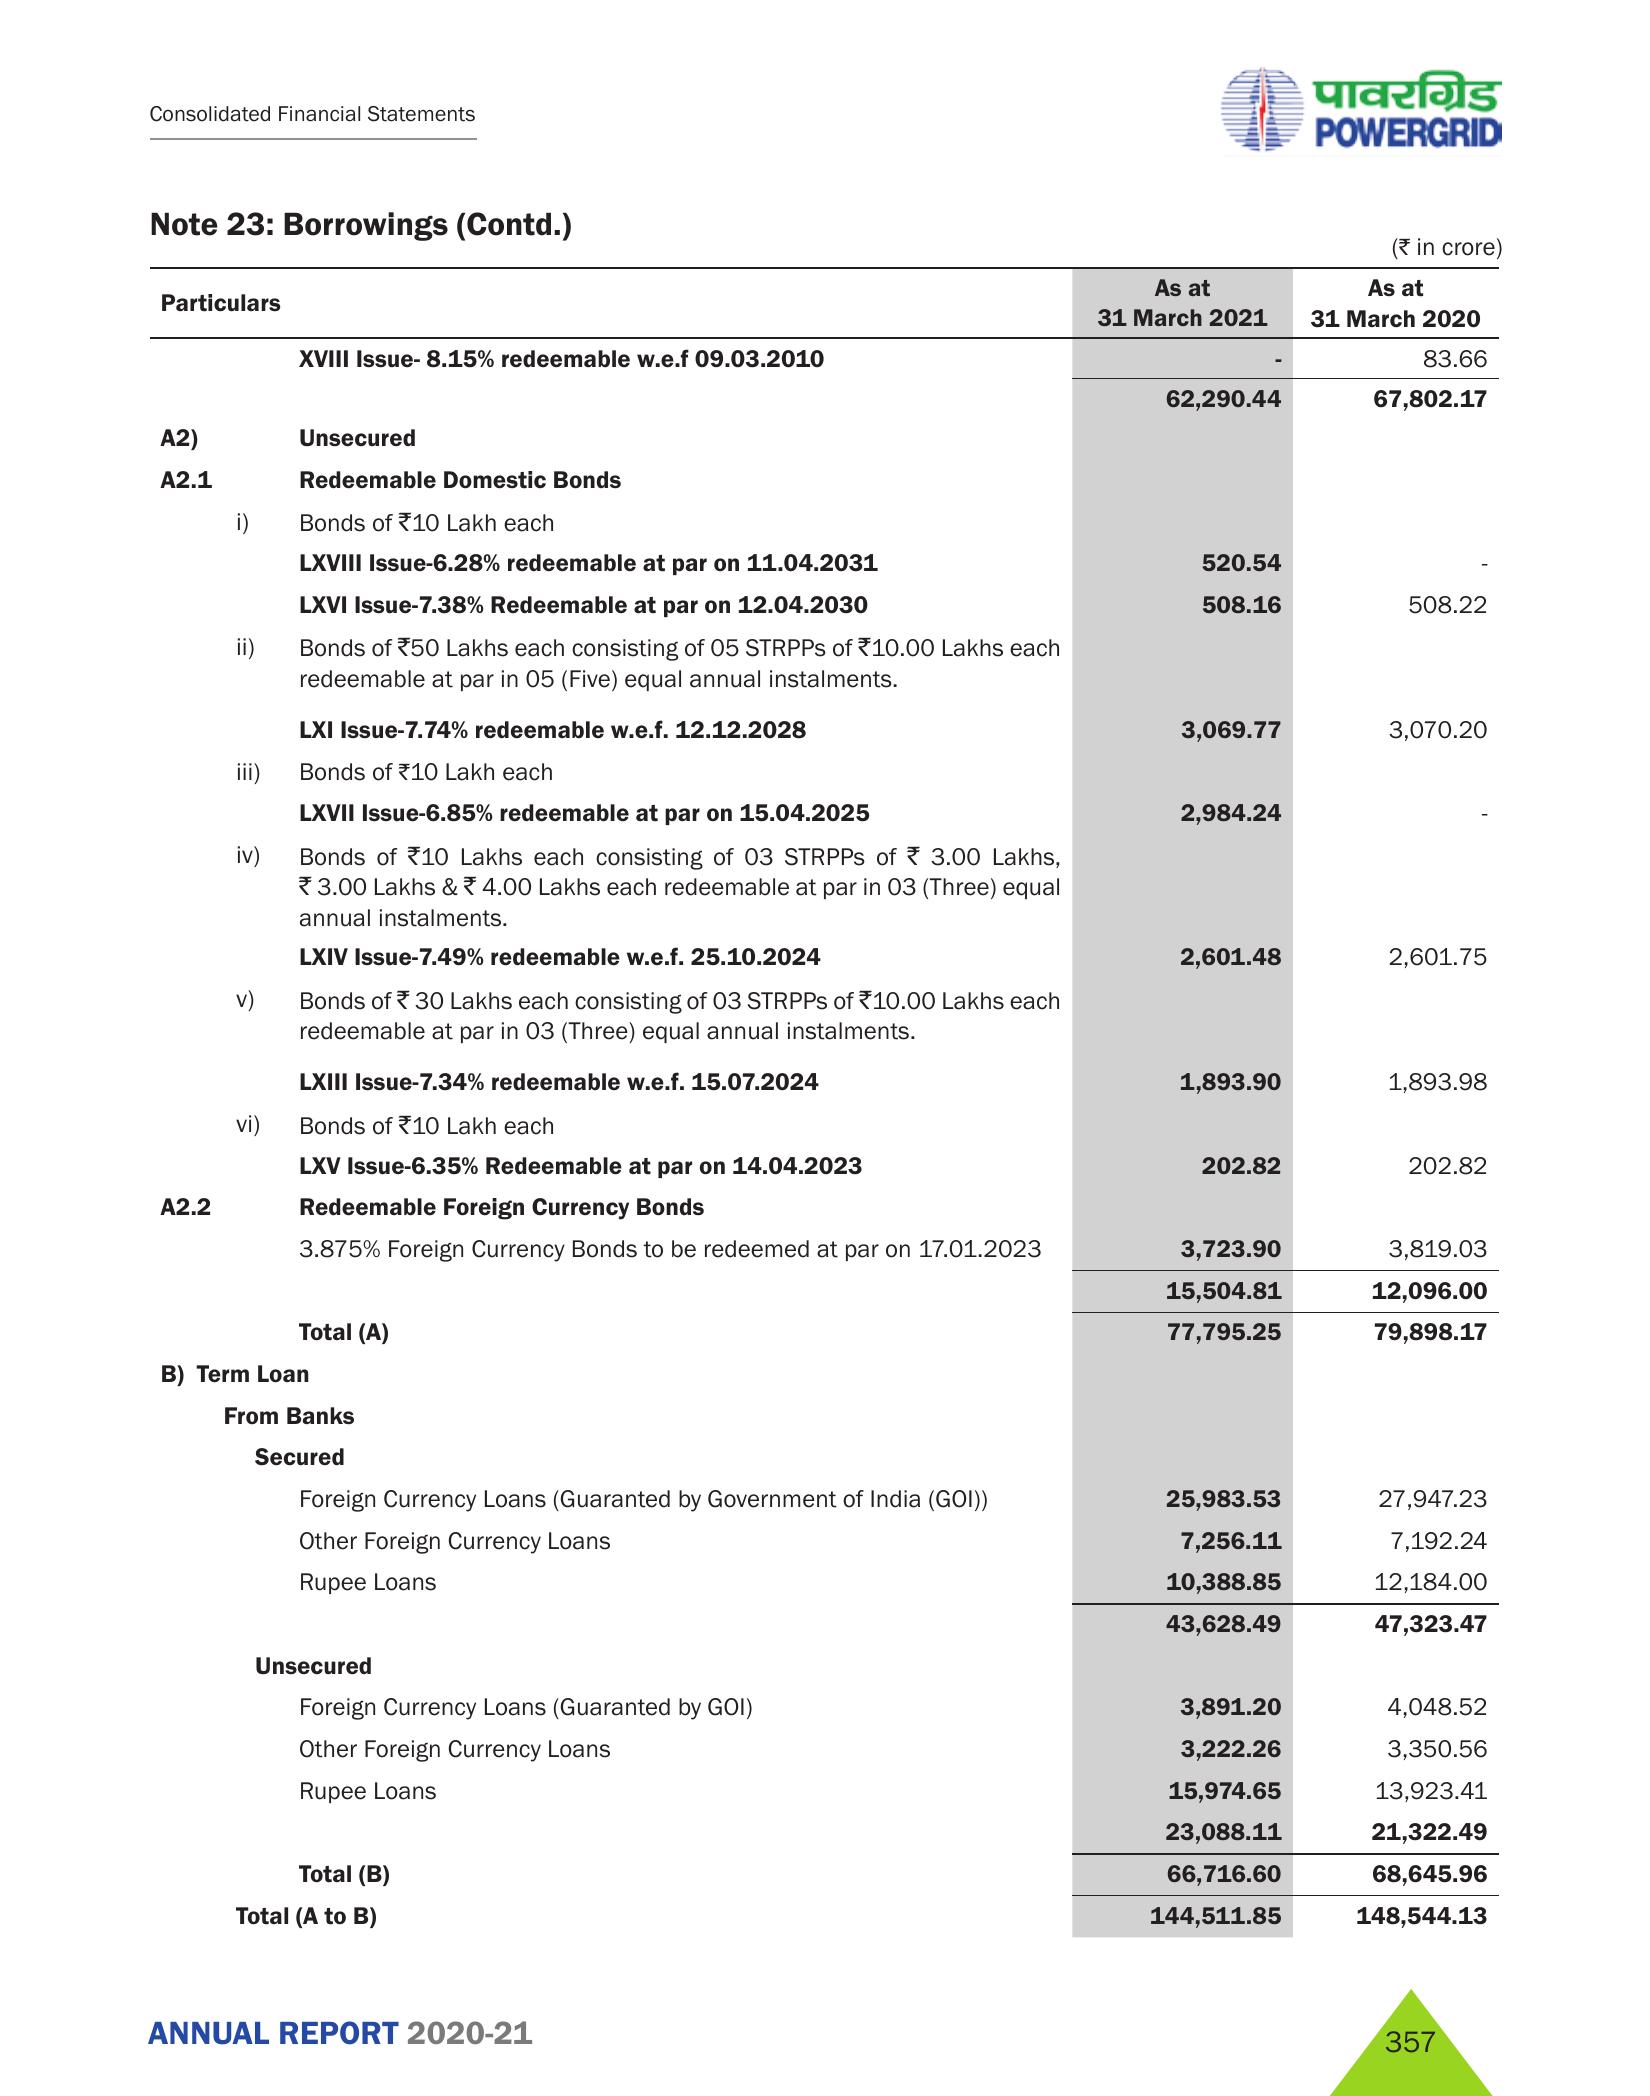 Consolidated Financial Statements
पावरग्रिड
POWERGRID
Note 23: Borrowings (Contd.)
(₹ in crore)
Particulars As at 31 March 2021 As at 31 March 2020
XVIII Issue- 8.15% redeemable w.e.f 09.03.2010 - 83.66
62,290.44 67,802.17
A2) Unsecured
A2.1 Redeemable Domestic Bonds
i) Bonds of ₹10 Lakh each
LXVIII Issue-6.28% redeemable at par on 11.04.2031 520.54 -
LXVI Issue-7.38% Redeemable at par on 12.04.2030 508.16 508.22
ii) Bonds of ₹50 Lakhs each consisting of 05 STRPPs of ₹10.00 Lakhs each
redeemable at par in 05 (Five) equal annual instalments.
LXI Issue-7.74% redeemable w.e.f. 12.12.2028 3,069.77 3,070.20
iii) Bonds of ₹10 Lakh each
LXVII Issue-6.85% redeemable at par on 15.04.2025 2,984.24 -
iv) Bonds of ₹10 Lakhs each consisting of 03 STRPPs of ₹ 3.00 Lakhs,
₹ 3.00 Lakhs & ₹ 4.00 Lakhs each redeemable at par in 03 (Three) equal
annual instalments.
LXIV Issue-7.49% redeemable w.e.f. 25.10.2024 2,601.48 2,601.75
v) Bonds of ₹ 30 Lakhs each consisting of 03 STRPPs of ₹10.00 Lakhs each
redeemable at par in 03 (Three) equal annual instalments.
LXIII Issue-7.34% redeemable w.e.f. 15.07.2024 1,893.90 1,893.98
vi) Bonds of ₹10 Lakh each
LXV Issue-6.35% Redeemable at par on 14.04.2023 202.82 202.82
A2.2 Redeemable Foreign Currency Bonds
3.875% Foreign Currency Bonds to be redeemed at par on 17.01.2023 3,723.90 3,819.03
15,504.81 12,096.00
Total (A) 77,795.25 79,898.17
B) Term Loan
From Banks
Secured
Foreign Currency Loans (Guaranted by Government of India (GOI)) 25,983.53 27,947.23
Other Foreign Currency Loans 7,256.11 7,192.24
Rupee Loans 10,388.85 12,184.00
43,628.49 47,323.47
Unsecured
Foreign Currency Loans (Guaranted by GOI) 3,891.20 4,048.52
Other Foreign Currency Loans 3,222.26 3,350.56
Rupee Loans 15,974.65 13,923.41
23,088.11 21,322.49
Total (B) 66,716.60 68,645.96
Total (A to B) 144,511.85 148,544.13
ANNUAL REPORT 2020-21
357